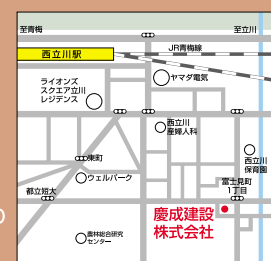 至青梅
至立川
JR青梅線
西立川駅
ライオンズ
スクエア立川
レジデンス
ヤマダ電気
西立川
産婦人科
西立川
保育園
東町
ウェルパーク
富士見町
1丁目
都立短大
慶成建設
株式会社
農林総合研究
センター